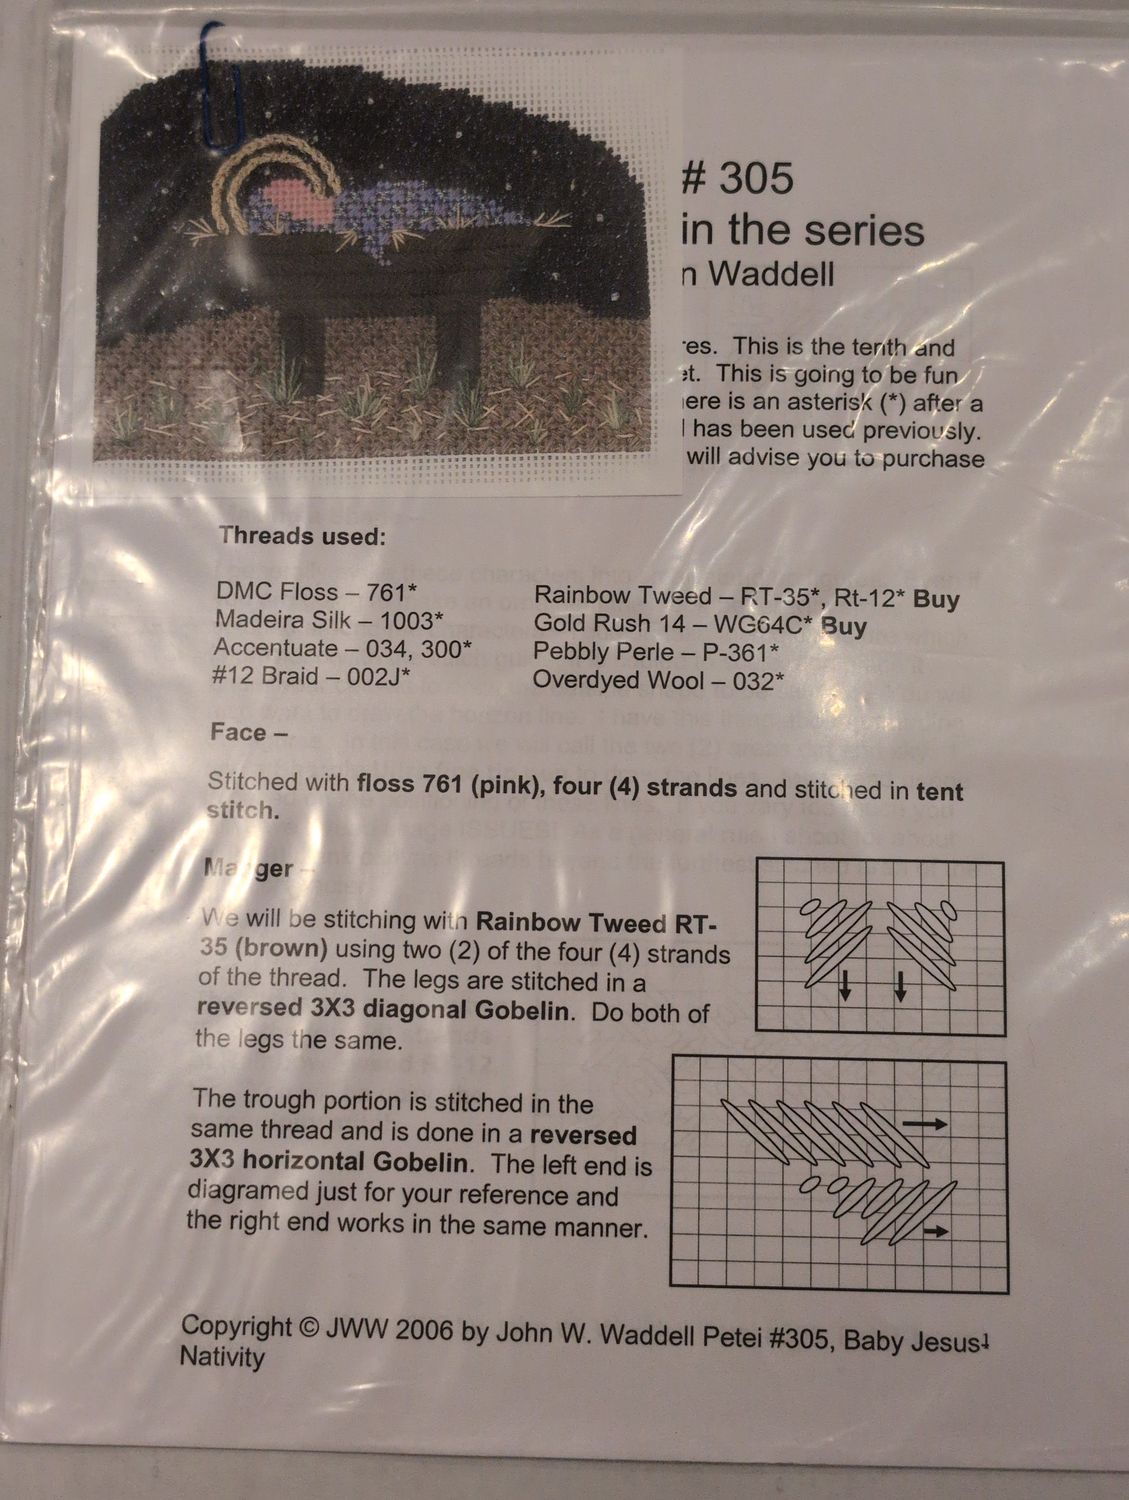 # 305
in the series
n Waddell
res. This is the tenth and
et. This is going to be fun
ere is an asterisk (*) after a
has been used previously.
will advise you to purchase
Threads used:
DMC Floss – 761*
Madeira Silk – 1003*
Accentuate – 034, 300*
#12 Braid – 002J*
Rainbow Tweed – RT-35*, Rt-12* Buy
Gold Rush 14 – WG64C* Buy
Pebbly Perle – P-361*
Overdyed Wool – 032*
Face –
Stitched with floss 761 (pink), four (4) strands and stitched in tent
stitch.
Manger –
We will be stitching with Rainbow Tweed RT-
35 (brown) using two (2) of the four (4) strands
of the thread. The legs are stitched in a
reversed 3X3 diagonal Gobelin. Do both of
the legs the same.
The trough portion is stitched in the
same thread and is done in a reversed
3X3 horizontal Gobelin. The left end is
diagramed just for your reference and
the right end works in the same manner.
Copyright © JWW 2006 by John W. Waddell Petei #305, Baby Jesus 1
Nativity